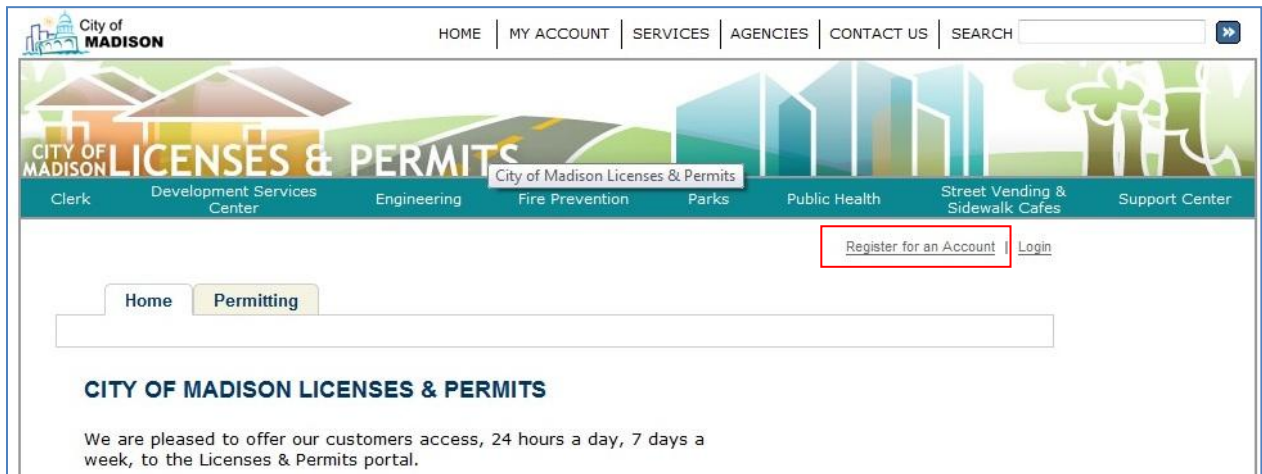 City of
MADISON
HOME | MY ACCOUNT | SERVICES | AGENCIES | CONTACT US | SEARCH
CITY OF
MADISON LICENSES & PERMITS
City of Madison Licenses & Permits
Clerk Development Services Center Engineering Fire Prevention Parks Public Health Street Vending & Sidewalk Cafes Support Center
Register for an Account | Login
Home Permitting
CITY OF MADISON LICENSES & PERMITS
We are pleased to offer our customers access, 24 hours a day, 7 days a
week, to the Licenses & Permits portal.